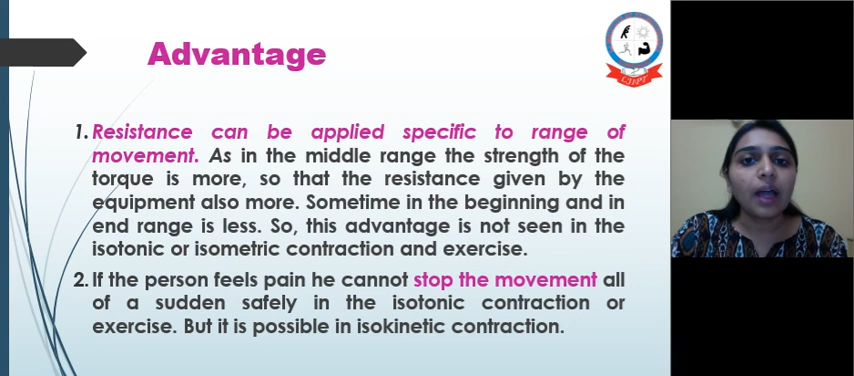 Advantage
1. Resistance can be applied specific to range of
movement. As in the middle range the strength of the
torque is more, so that the resistance given by the
equipment also more. Sometime in the beginning and in
end range is less. So, this advantage is not seen in the
isotonic or isometric contraction and exercise.
2. If the person feels pain he cannot stop the movement all
of a sudden safely in the isotonic contraction or
exercise. But it is possible in isokinetic contraction.